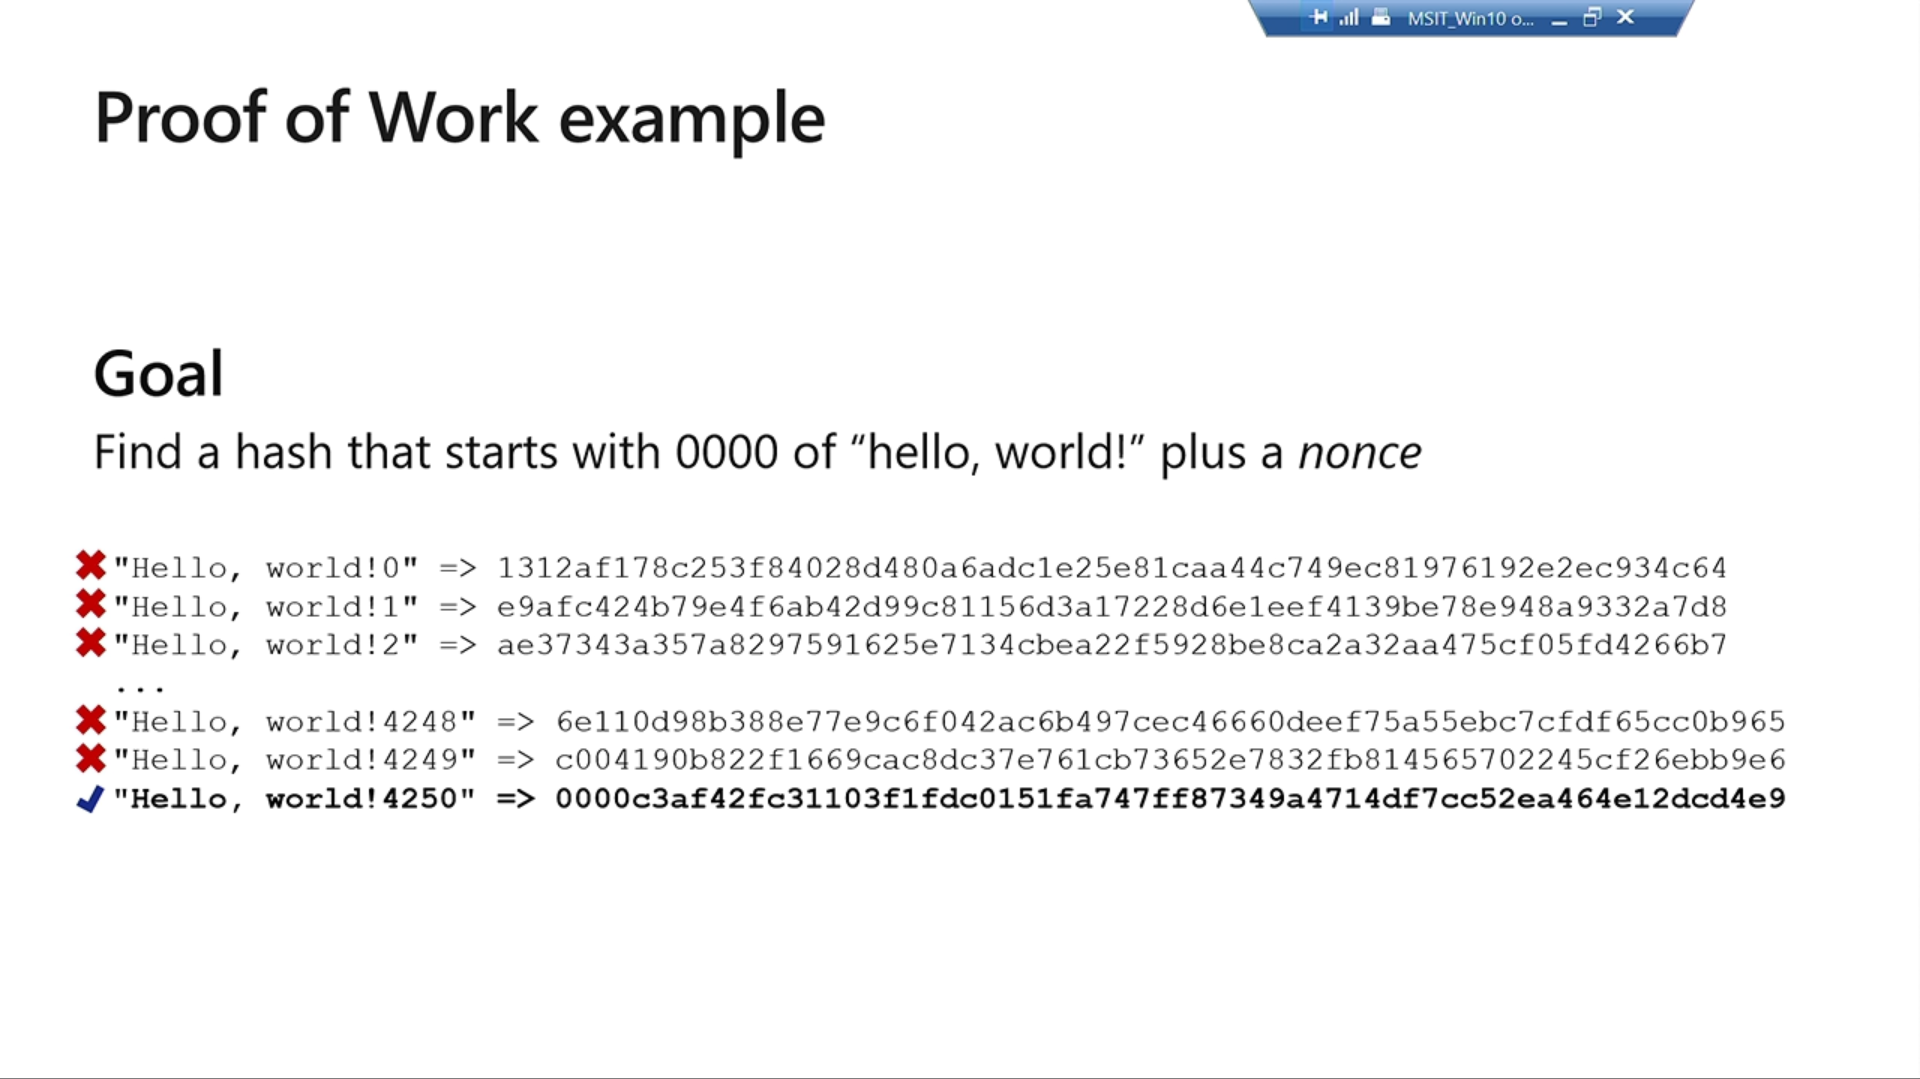 MSIT_Win10 o...
Proof of Work example
Goal
Find a hash that starts with 0000 of “hello, world!” plus a nonce
"Hello, world!0" => 1312af178c253f84028d480a6adc1e25e81caa44c749ec81976192e2ec934c64
"Hello, world!1" => e9afc424b79e4f6ab42d99c81156d3a17228d6e1eef4139be78e948a9332a7d8
"Hello, world!2" => ae37343a357a8297591625e7134cbea22f5928be8ca2a32aa475cf05fd4266b7
...
"Hello, world!4248" => 6e110d98b388e77e9c6f042ac6b497cec46660deef75a55ebc7cfdf65cc0b965
"Hello, world!4249" => c004190b822f1669cac8dc37e761cb73652e7832fb814565702245cf26ebb9e6
"Hello, world!4250" => 0000c3af42fc31103f1fdc0151fa747ff87349a4714df7cc52ea464e12dcd4e9